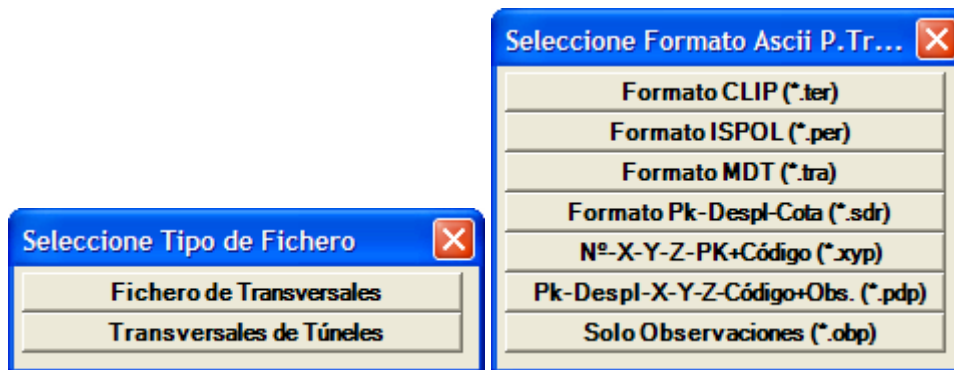 Seleccione Tipo de Fichero
Fichero de Transversales
Transversales de Túneles
Seleccione Formato Ascii P.Tr...
Formato CLIP (*.ter)
Formato ISPOL (*.per)
Formato MDT (*.tra)
Formato Pk-Despl-Cota (*.sdr)
Nº-X-Y-Z-PK+Código (*.xyp)
Pk-Despl-X-Y-Z-Código+Obs. (*.pdp)
Solo Observaciones (*.obp)